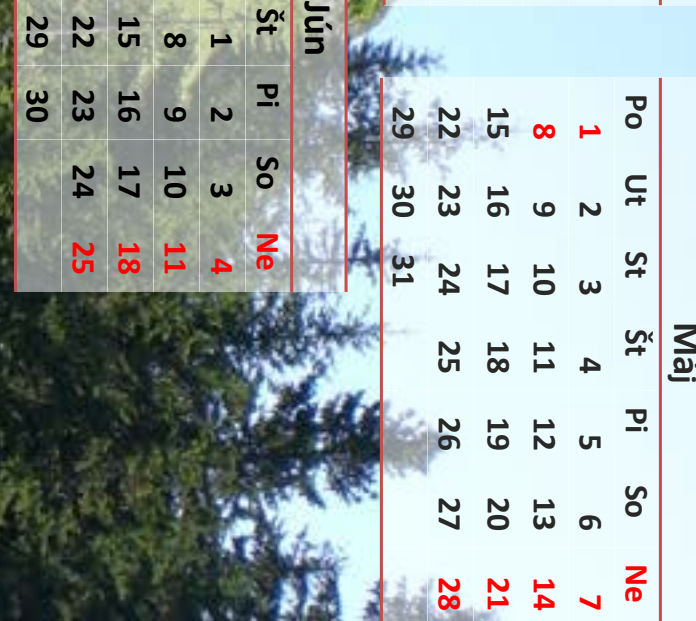 Máj
Po Ut St Št Pi So Ne
1 2 3 4 5 6 7
8 9 10 11 12 13 14
15 16 17 18 19 20 21
22 23 24 25 26 27 28
29 30 31
Jún
Št Pi So Ne
1 2 3 4
8 9 10 11
15 16 17 18
22 23 24 25
29 30